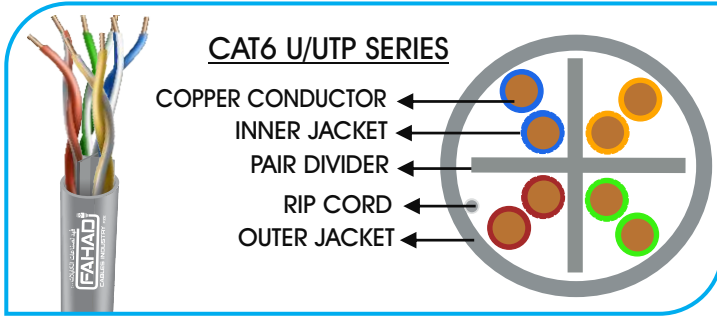 CAT6 U/UTP SERIES
COPPER CONDUCTOR
INNER JACKET
PAIR DIVIDER
RIP CORD
OUTER JACKET
FAHAD
CABLES INDUSTRY